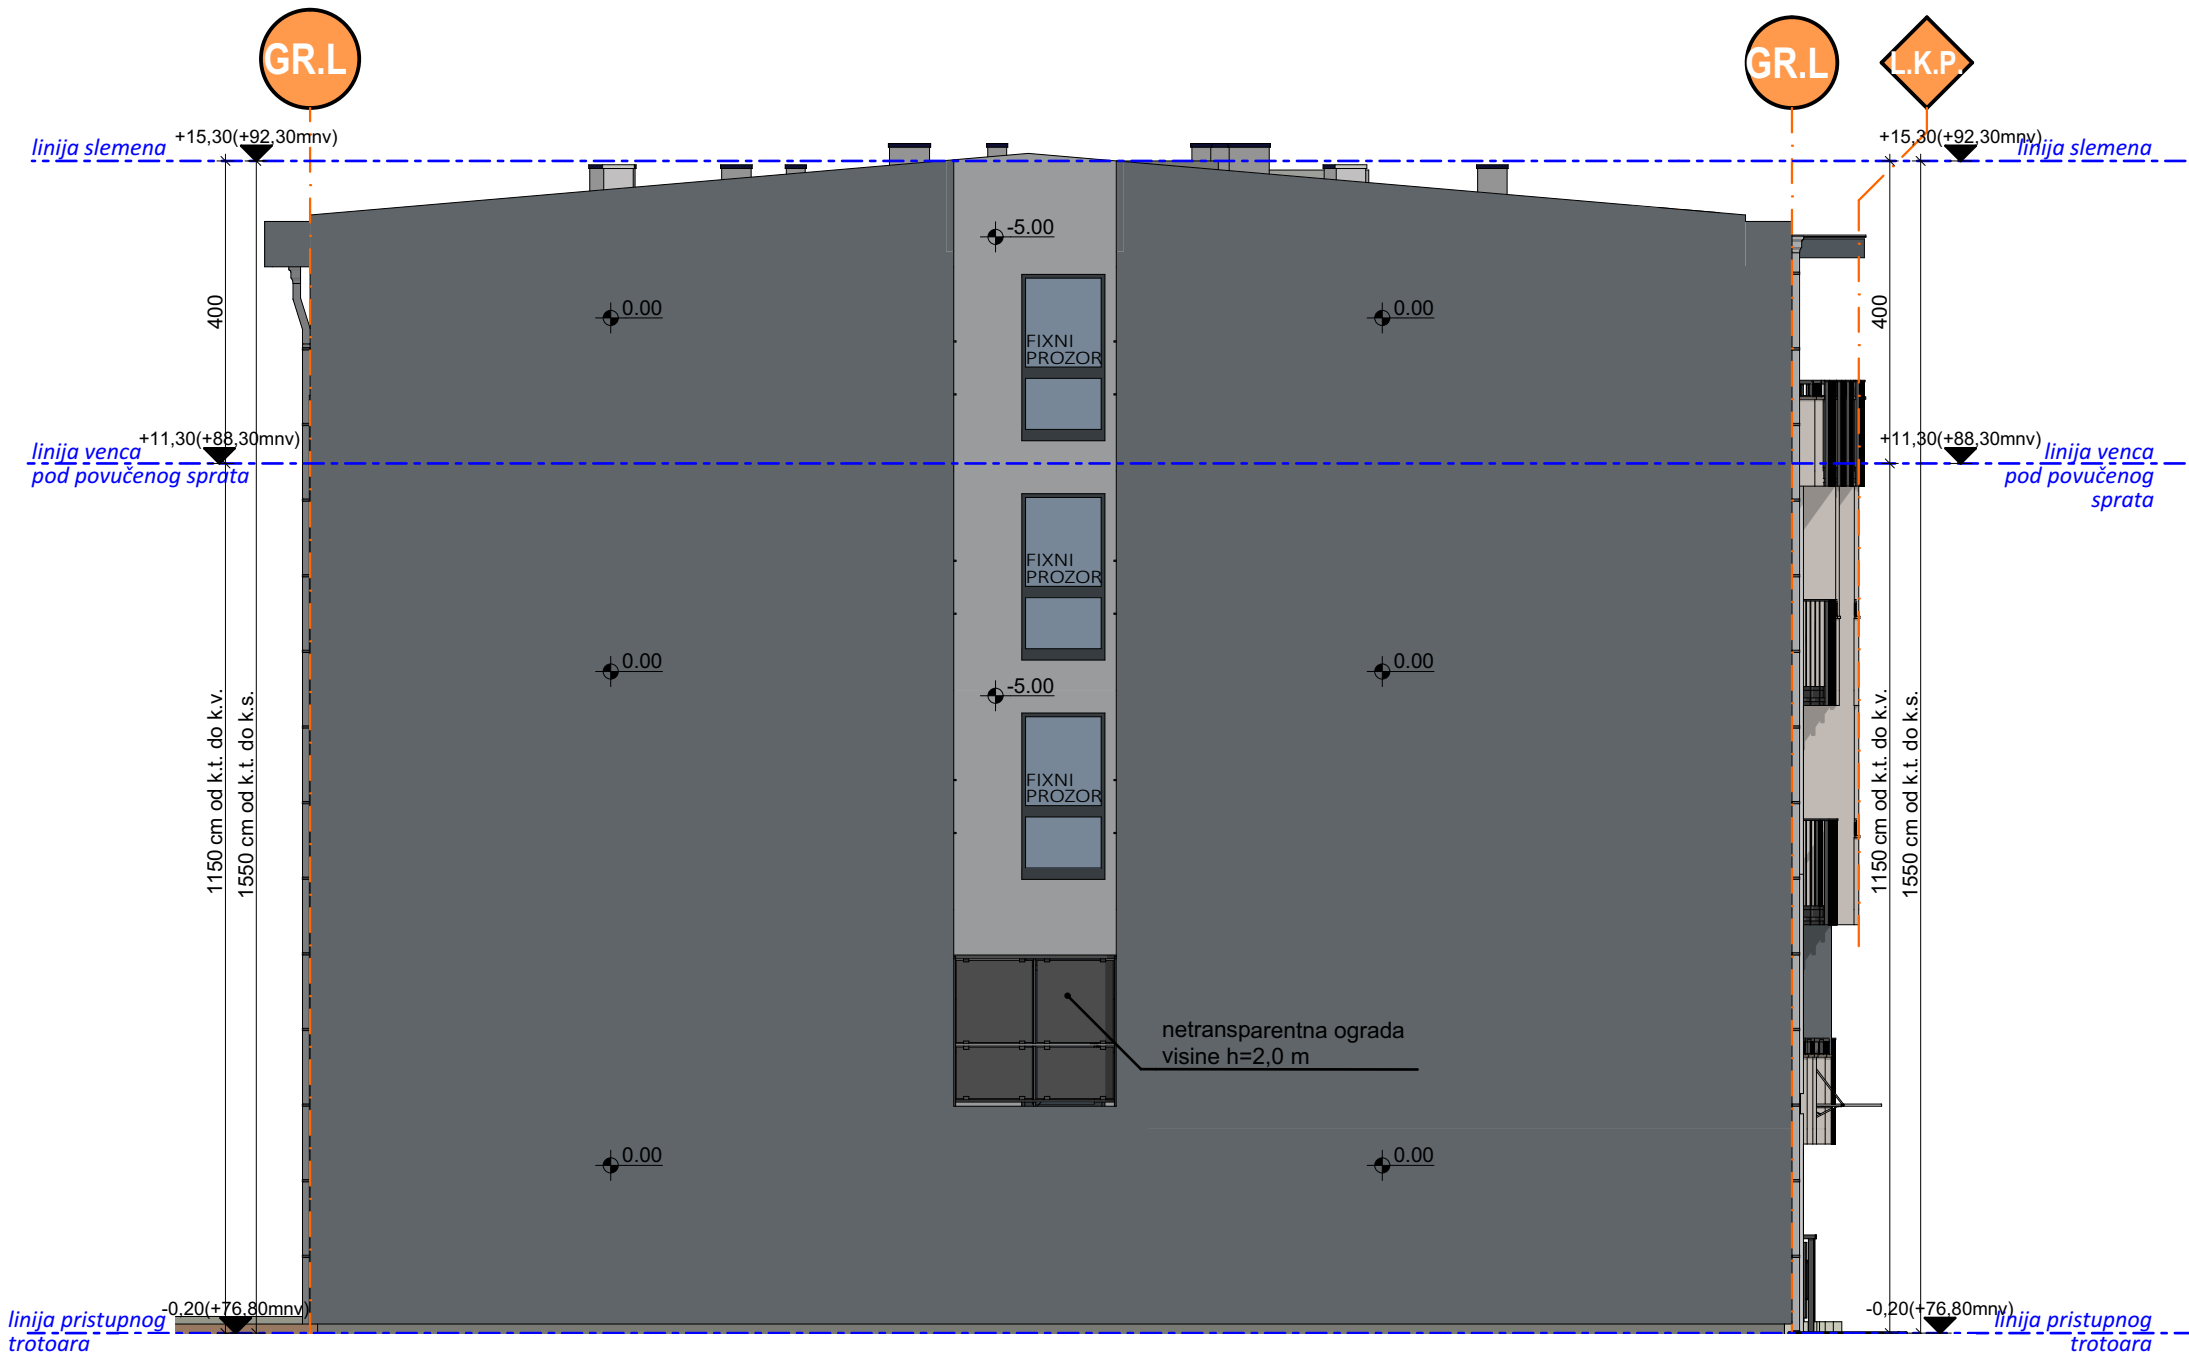 GR.L
GR.L
L.K.P.
linija slemena
+15,30(+92,30mnv)
+15,30(+92,30mnv)
linija slemena
-5.00
400
0.00
FIXNI
PROZOR
0.00
400
linija venca
+11,30(+88,30mnv)
pod povučenog sprata
+11,30(+88,30mnv)
linija venca
pod povučenog
sprata
FIXNI
PROZOR
0.00
0.00
-5.00
1150 cm od k.t. do k.v.
1550 cm od k.t. do k.s.
FIXNI
PROZOR
1150 cm od k.t. do k.v.
1550 cm od k.t. do k.s.
netransparentna ograda
visine h=2,0 m
0.00
0.00
linija pristupnog
trotoara
-0,20(+76,80mnv)
-0,20(+76,80mnv)
linija pristupnog
trotoara